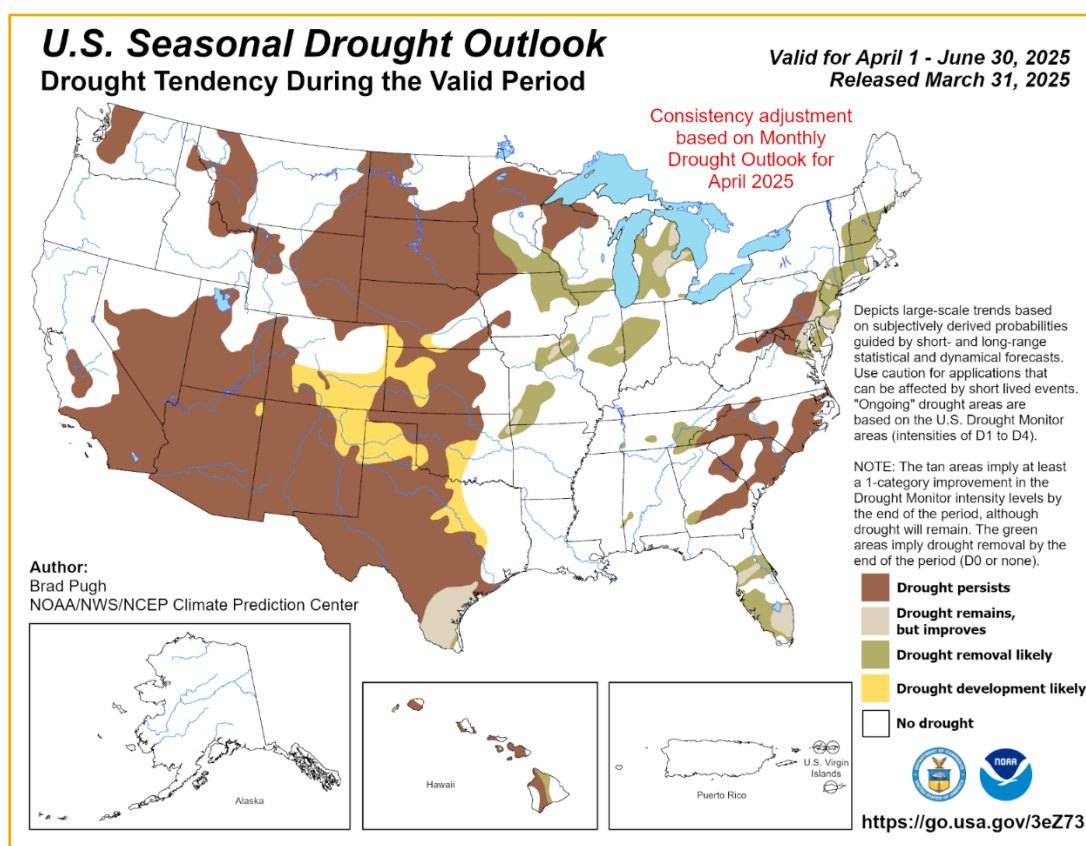 U.S. Seasonal Drought Outlook
Drought Tendency During the Valid Period
Valid for April 1 - June 30, 2025
Released March 31, 2025
Consistency adjustment
based on Monthly
Drought Outlook for
April 2025
Depicts large-scale trends based
on subjectively derived probabilities
guided by short- and long-range
statistical and dynamical forecasts.
Use caution for applications that
can be affected by short lived events.
"Ongoing" drought areas are
based on the U.S. Drought Monitor
areas (intensities of D1 to D4).
NOTE: The tan areas imply at least
a 1-category improvement in the
Drought Monitor intensity levels by
the end of the period, although
drought will remain. The green
areas imply drought removal by the
end of the period (D0 or none).
Author:
Brad Pugh
NOAA/NWS/NCEP Climate Prediction Center
Drought persists
Drought remains,
but improves
Drought removal likely
Drought development likely
No drought
Alaska
Hawaii
Puerto Rico
U.S. Virgin
Islands
NOAA
https://go.usa.gov/3eZ73